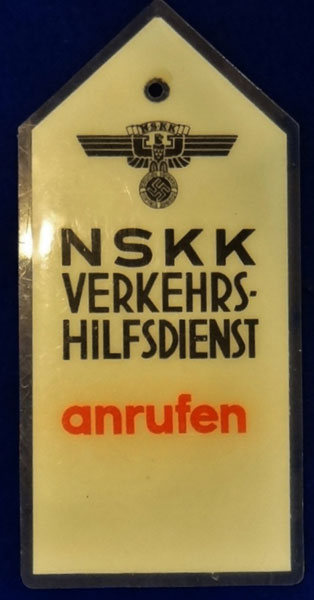 NSKK
NSKK
VERKEHRS-
HILFSDIENST
anrufen